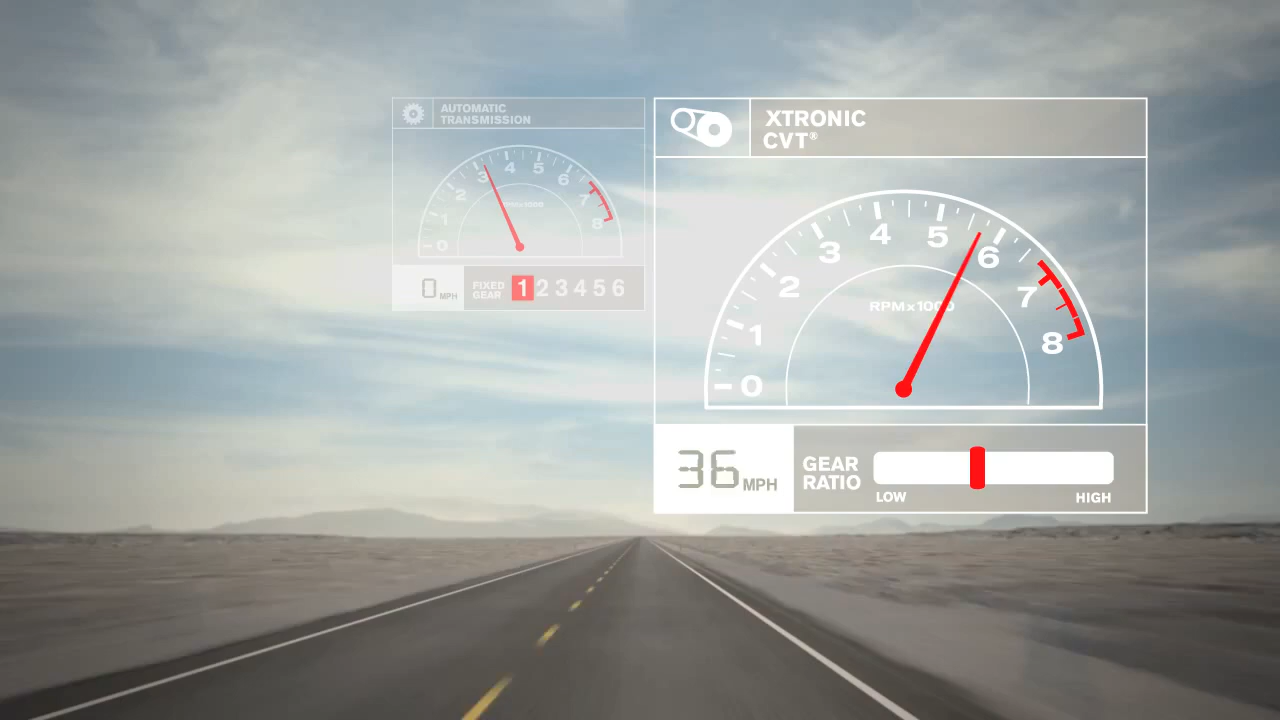 AUTOMATIC
TRANSMISSION
0 1 2 3 4 5 6 7 8
RPMx1000
0 MPH
FIXED
GEAR
1 2 3 4 5 6
XTRONIC
CVT®
0 1 2 3 4 5 6 7 8
RPMx1000
36 MPH
GEAR
RATIO
LOW HIGH